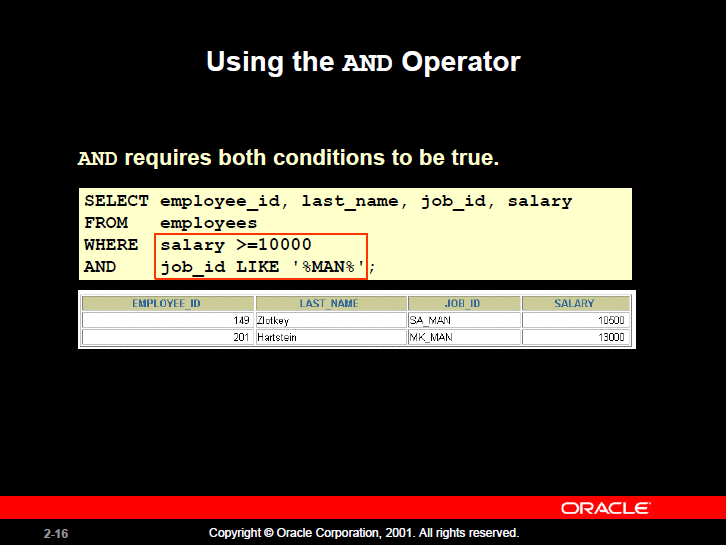 Using the AND Operator
AND requires both conditions to be true.
SELECT employee_id, last_name, job_id, salary
FROM employees
WHERE salary >=10000
AND job_id LIKE '%MAN%';
EMPLOYEE_ID LAST_NAME JOB_ID SALARY
149 Zlotkey SA_MAN 10500
201 Hartstein MK_MAN 13000
ORACLE®
2-16 Copyright © Oracle Corporation, 2001. All rights reserved.